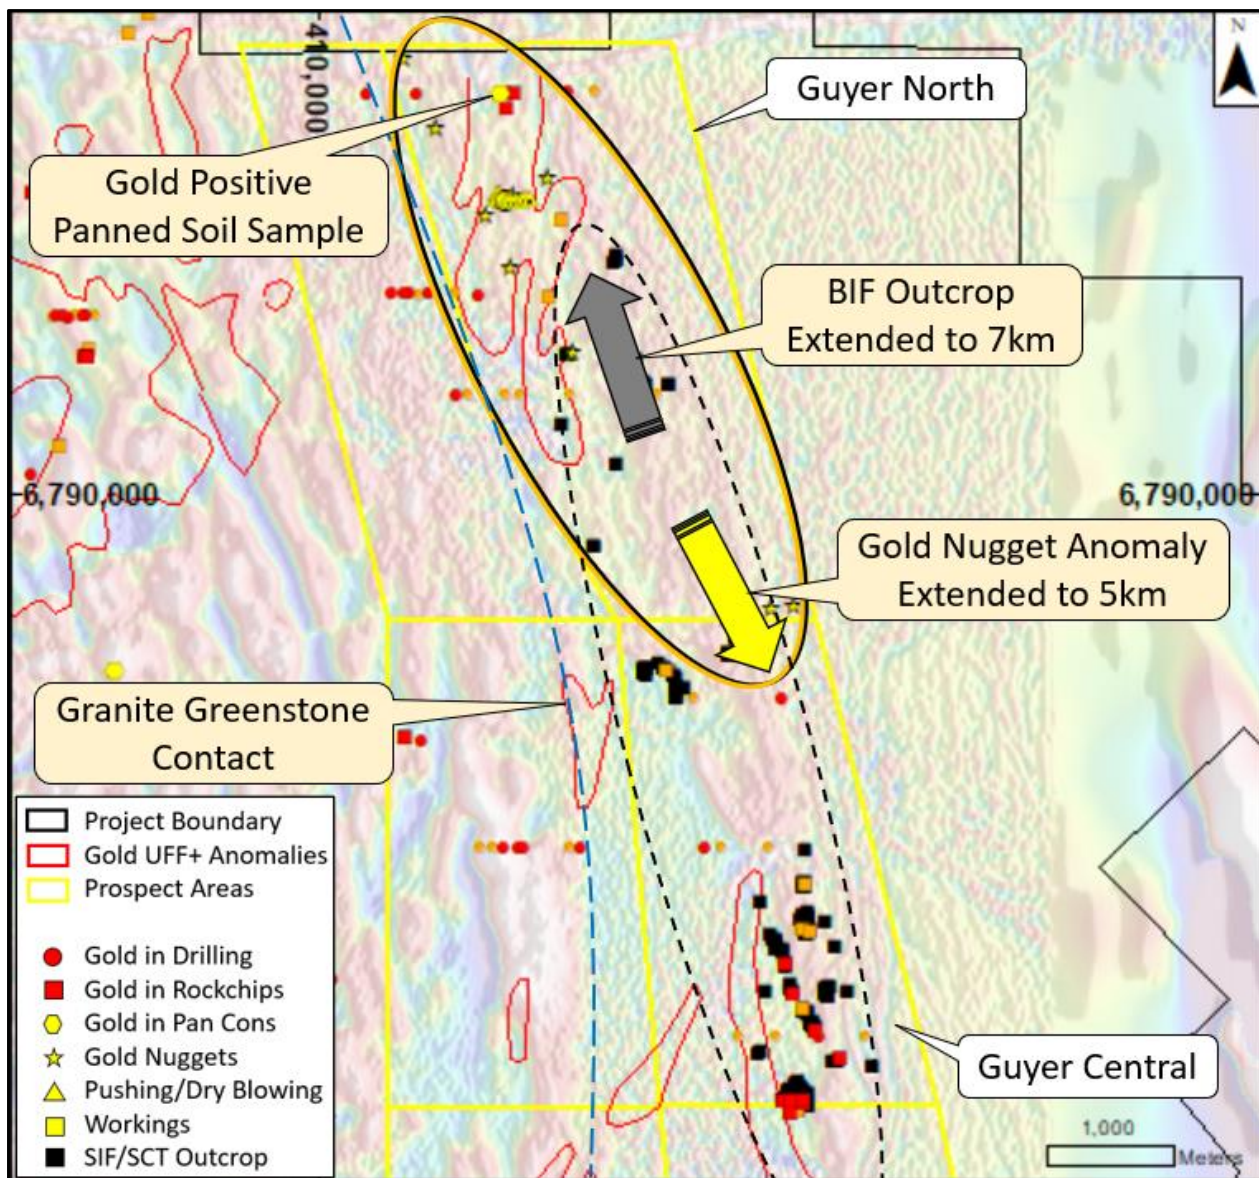 N
410,000
Guyer North
Gold Positive
Panned Soil Sample
BIF Outcrop
Extended to 7km
6,790,000
6,790,000
Gold Nugget Anomaly
Extended to 5km
Granite Greenstone
Contact
Project Boundary
Gold UFF+ Anomalies
Prospect Areas
Gold in Drilling
Gold in Rockchips
Gold in Pan Cons
Gold Nuggets
Pushing/Dry Blowing
Workings
SIF/SCT Outcrop
Guyer Central
1,000
Meters